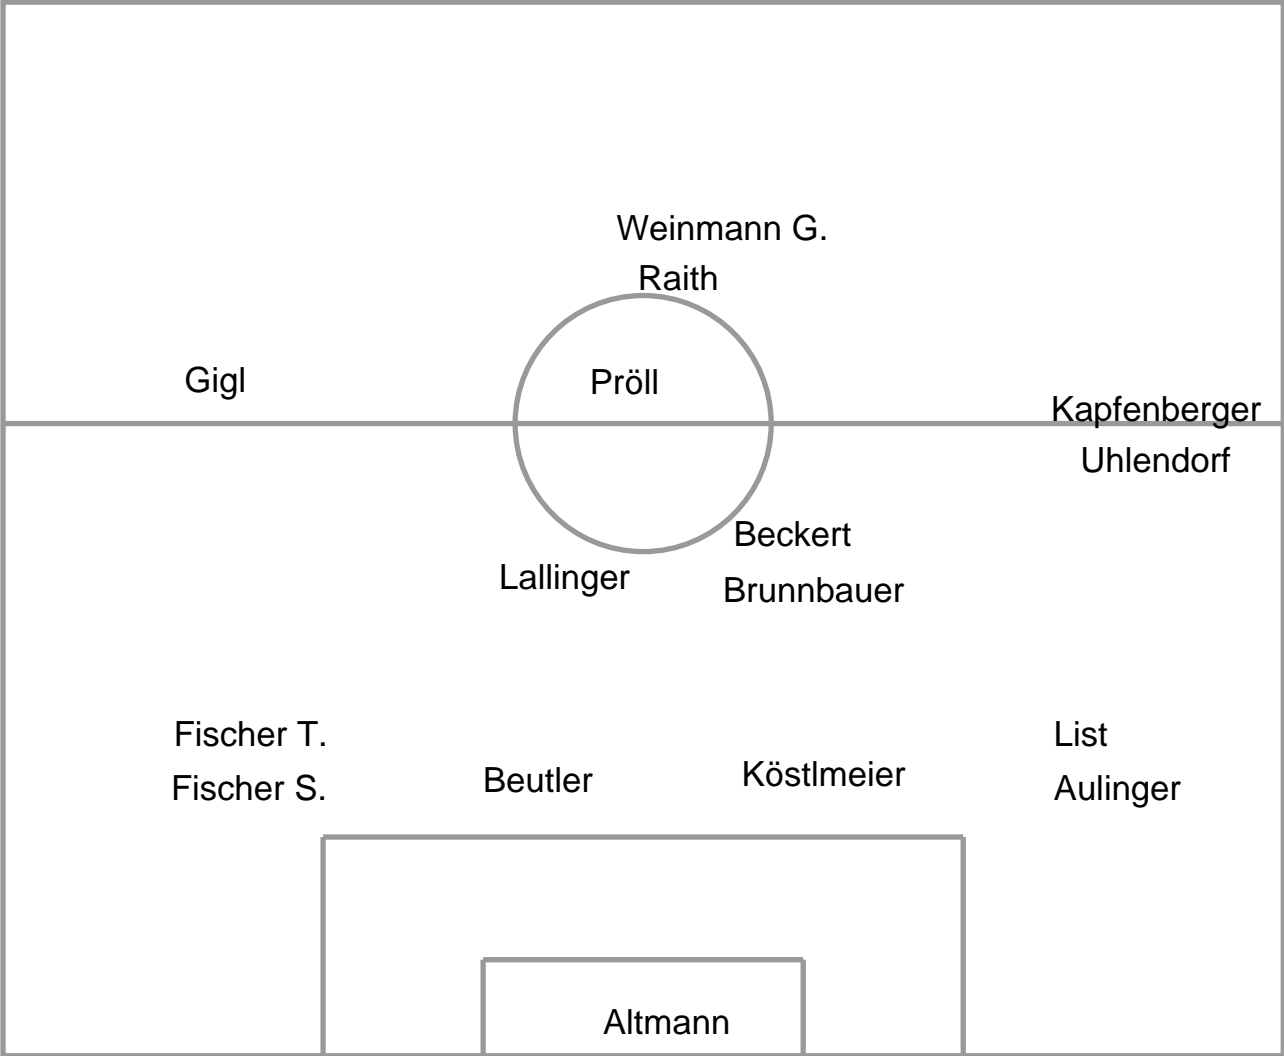 Weinmann G.
Raith
Gigl
Pröll
Kapfenberger
Uhlendorf
Beckert
Lallinger
Brunnbauer
Fischer T.
List
Fischer S.
Beutler
Köstlmeier
Aulinger
Altmann